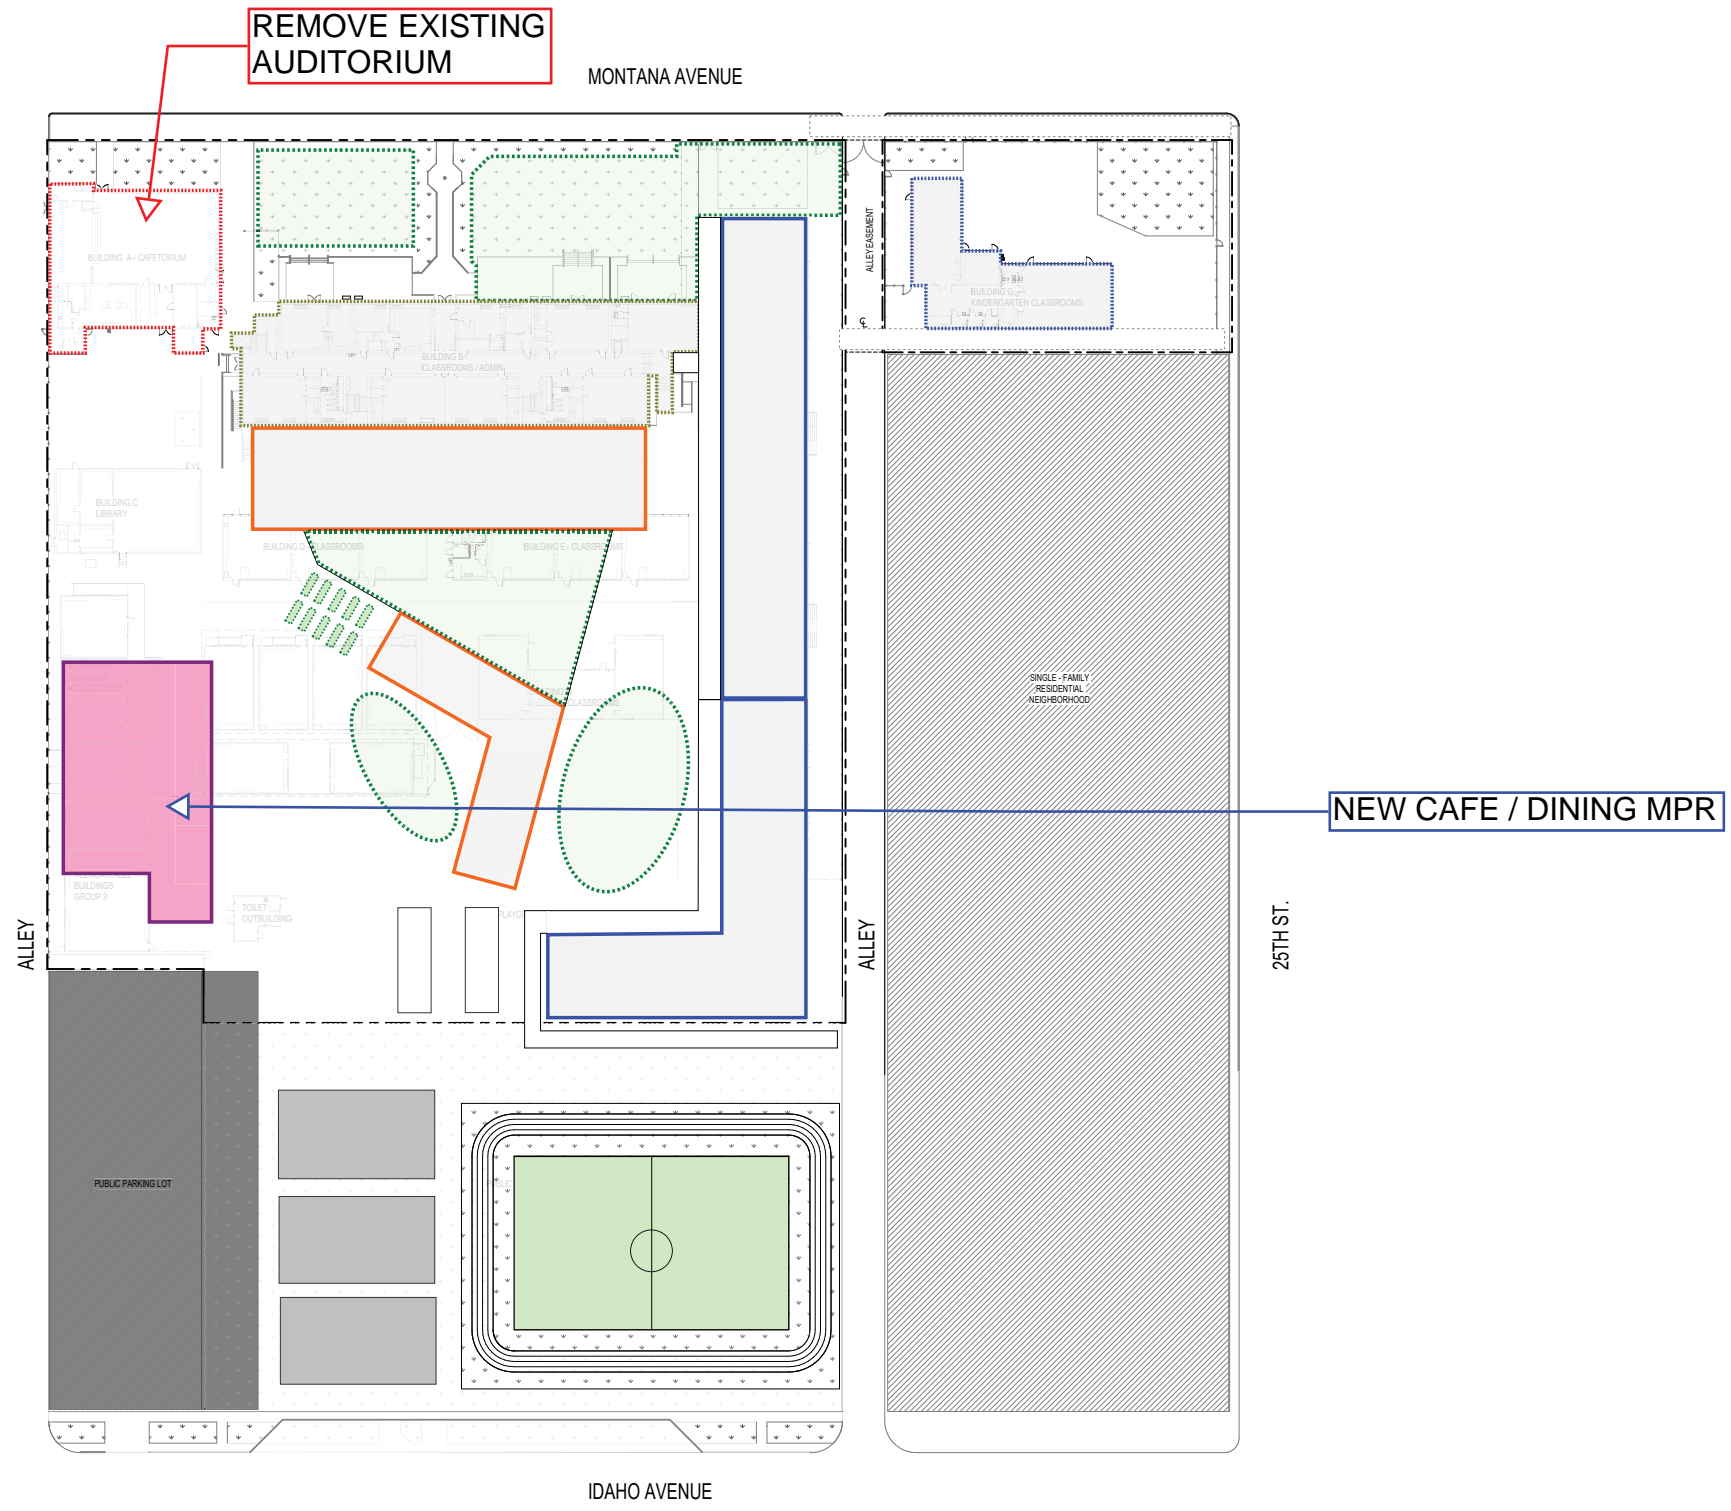 REMOVE EXISTING
AUDITORIUM
MONTANA AVENUE
ALLEY EASEMENT
BUILDING A - CAFETORIUM
BUILDING G
KINDERGARTEN CLASSROOMS
BUILDING B
CLASSROOMS / ADMIN
BUILDING C
LIBRARY
BUILDING D - CLASSROOMS
BUILDING E - CLASSROOMS
SINGLE - FAMILY
RESIDENTIAL
NEIGHBORHOOD
CLASSROOMS
NEW CAFE / DINING MPR
BUILDINGS
GROUP 3
TOILET
OUTBUILDING
ALLEY
ALLEY
25TH ST.
PUBLIC PARKING LOT
IDAHO AVENUE